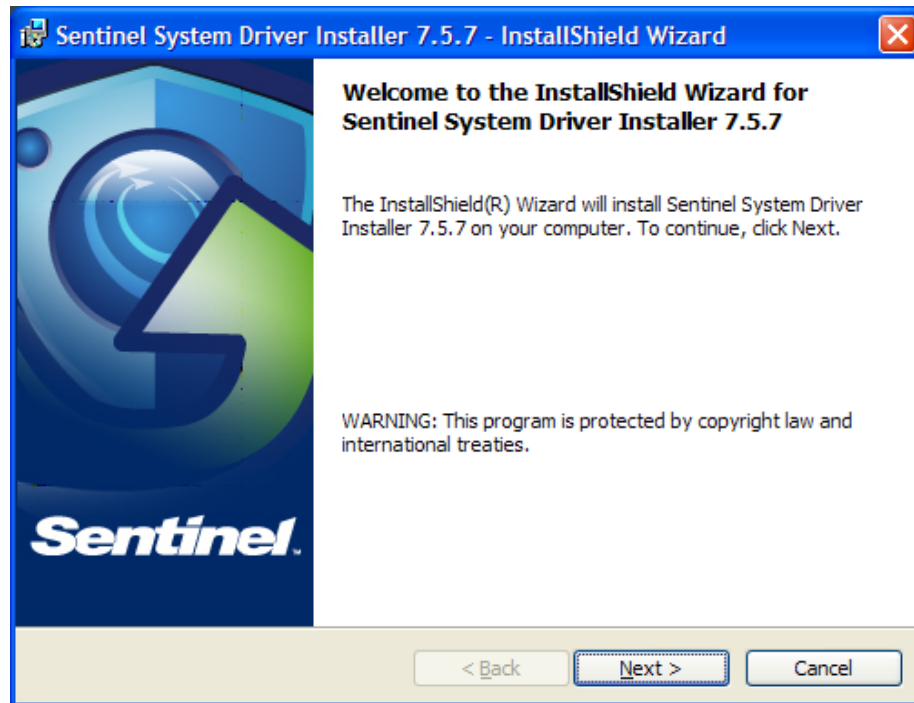 Sentinel System Driver Installer 7.5.7 - InstallShield Wizard
Welcome to the InstallShield Wizard for
Sentinel System Driver Installer 7.5.7
The InstallShield(R) Wizard will install Sentinel System Driver
Installer 7.5.7 on your computer. To continue, click Next.
WARNING: This program is protected by copyright law and
international treaties.
Sentinel™
< Back
Next >
Cancel